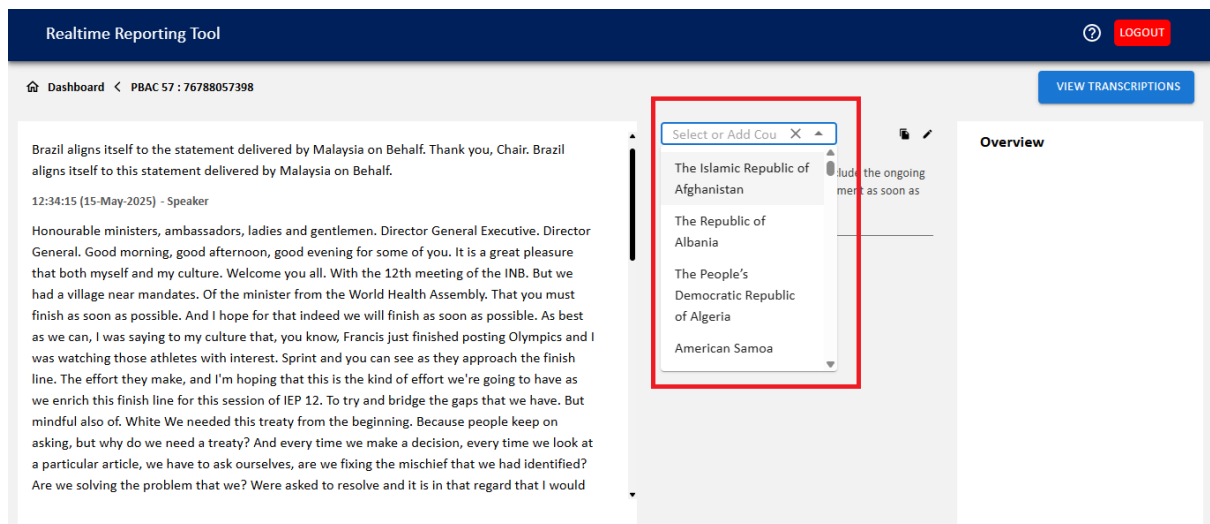 Realtime Reporting Tool
LOGOUT
Dashboard
PBAC 57 : 76788057398
VIEW TRANSCRIPTIONS
Brazil aligns itself to the statement delivered by Malaysia on Behalf. Thank you, Chair. Brazil
aligns itself to this statement delivered by Malaysia on Behalf.
12:34:15 (15-May-2025) - Speaker
Honourable ministers, ambassadors, ladies and gentlemen. Director General Executive. Director
General. Good morning, good afternoon, good evening for some of you. It is a great pleasure
that both myself and my culture. Welcome you all. With the 12th meeting of the INB. But we
had a village near mandates. Of the minister from the World Health Assembly. That you must
finish as soon as possible. And I hope for that indeed we will finish as soon as possible. As best
as we can, I was saying to my culture that, you know, Francis just finished posting Olympics and I
was watching those athletes with interest. Sprint and you can see as they approach the finish
line. The effort they make, and I'm hoping that this is the kind of effort we're going to have as
we enrich this finish line for this session of IEP 12. To try and bridge the gaps that we have. But
mindful also of. White We needed this treaty from the beginning. Because people keep on
asking, but why do we need a treaty? And every time we make a decision, every time we look at
a particular article, we have to ask ourselves, are we fixing the mischief that we had identified?
Are we solving the problem that we? Were asked to resolve and it is in that regard that I would
Select or Add Cou
The Islamic Republic of
Afghanistan
The Republic of
Albania
The People's
Democratic Republic
of Algeria
American Samoa
the ongoing
as soon as
Overview